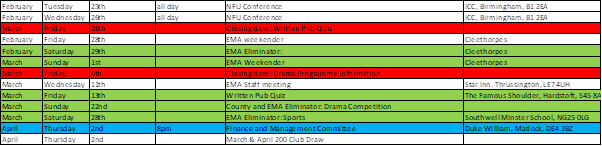 February Tuesday 25th all day NFU Conference ICC, Birmingham, B1 2EA
February Wednesday 26th all day NFU Conference ICC, Birmingham, B1 2EA
March Friday 28th Closing date: Written Pub Quiz
February Friday 28th EMA weekender Cleethorpes
February Saturday 29th EMA Eliminator: Cleethorpes
March Sunday 1st EMA Weekender Cleethorpes
March Friday 6th Closing date: Drama Programme information
March Wednesday 11th EMA Staff meeting Star Inn, Thrussington, LE7 4UH
March Friday 13th Written Pub Quiz The Famous Shoulder, Hardstoft, S45 8A
March Sunday 22nd County and EMA Eliminator: Drama Competition
March Saturday 28th EMA Eliminator: Sports Southwell Minster School, NG25 0LG
April Thursday 2nd 8pm Finance and Management Committee Duke William, Matlock, DE4 3BZ
April Thursday 2nd March & April 200 Club Draw